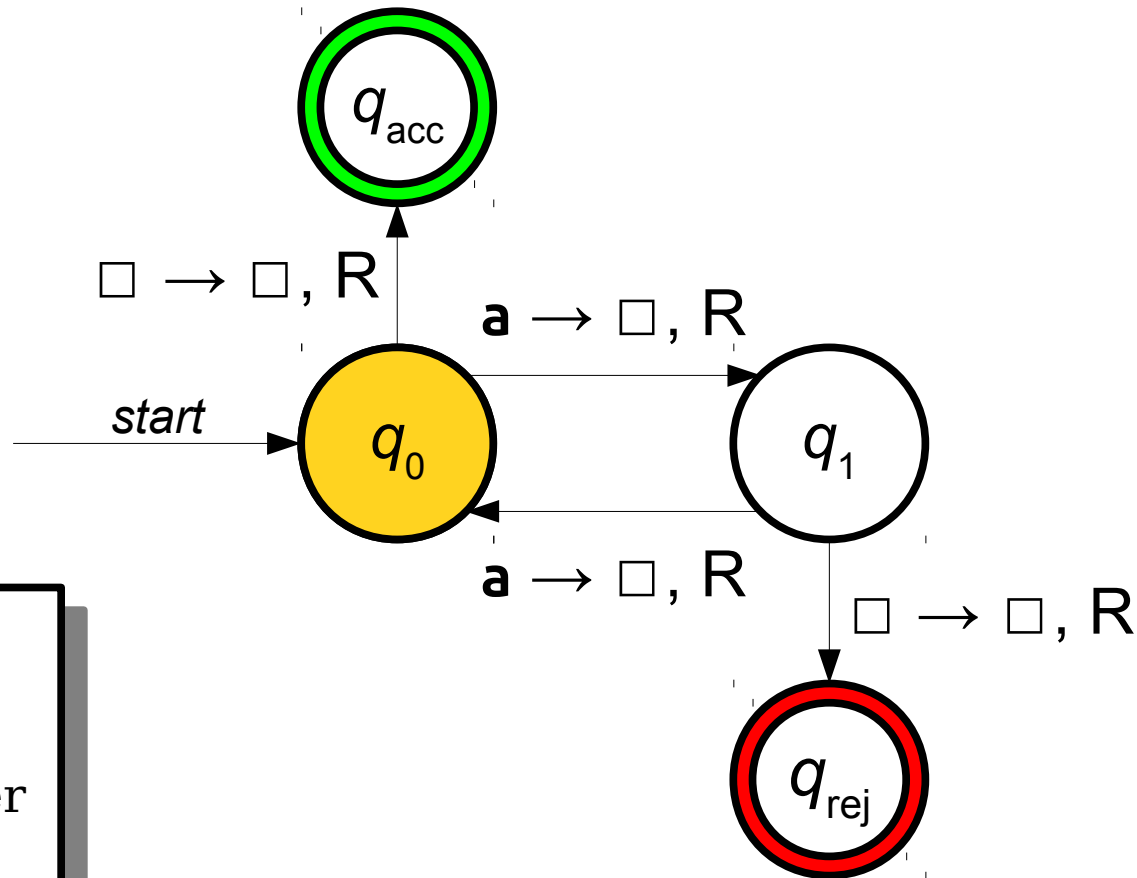 q_acc
□ → □, R
a → □, R
start
q_0
q_1
a → □, R
□ → □, R
q_rej